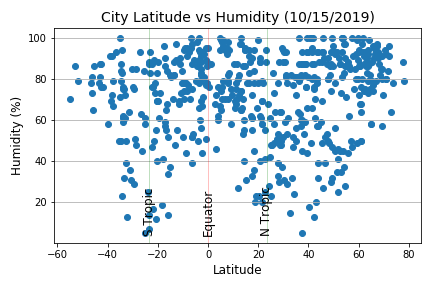 City Latitude vs Humidity (10/15/2019)
100
80
60
40
20
Humidity (%)
S Tropic
Equator
N Tropic
−60 −40 −20 0 20 40 60 80
Latitude